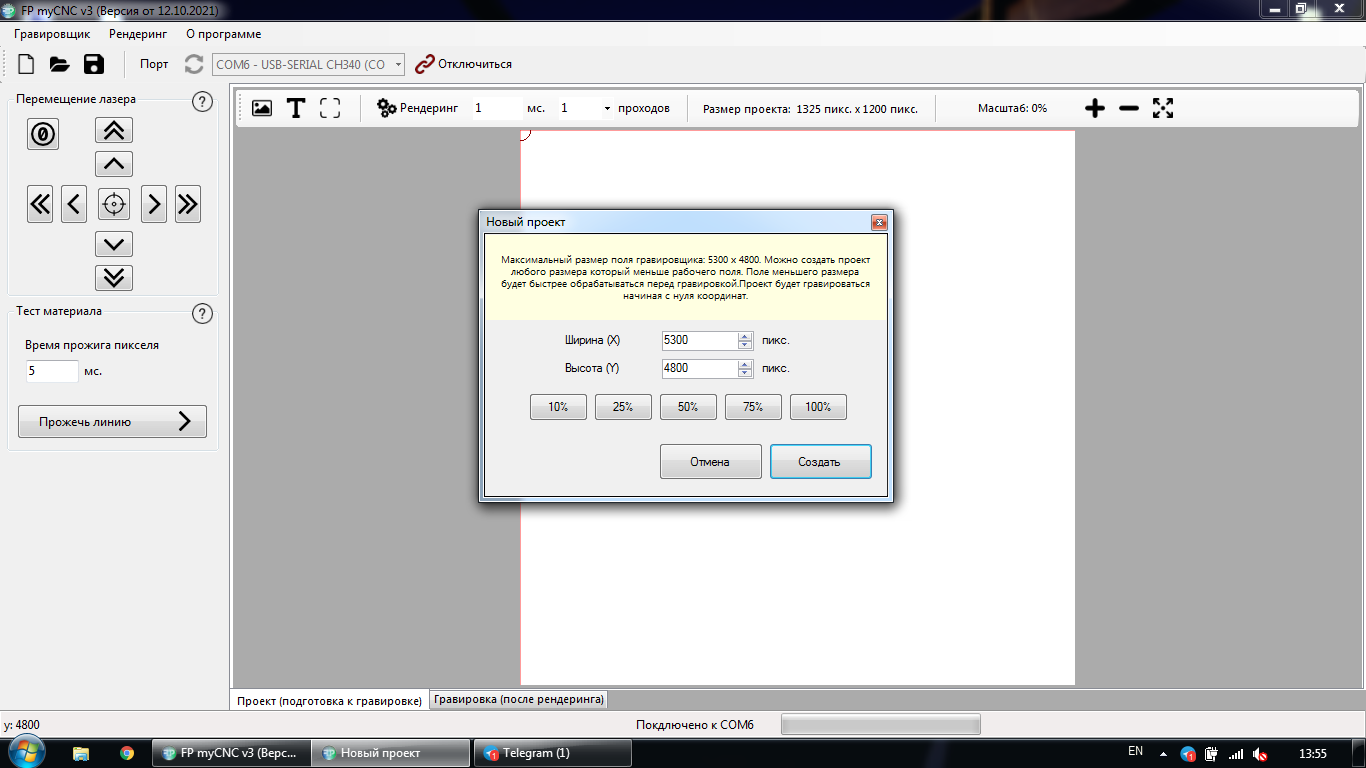 FP myCNC v3 (Версия от 12.10.2021)
Гравировщик Рендеринг О программе
Порт COM6 - USB-SERIAL CH340 (CO Отключиться
Перемещение лазера ?
0
Тест материала ?
Время прожига пикселя
5 мс.
Прожечь линию
T Рендеринг 1 мс. 1 проходов Размер проекта: 1325 пикс. x 1200 пикс. Масштаб: 0%
Новый проект
Максимальный размер поля гравировщика: 5300 x 4800. Можно создать проект
любого размера который меньше рабочего поля. Поле меньшего размера
будет быстрее обрабатываться перед гравировкой.Проект будет гравироваться
начиная с нуля координат.
Ширина (X) 5300 пикс.
Высота (Y) 4800 пикс.
10% 25% 50% 75% 100%
Отмена Создать
Проект (подготовка к гравировке) Гравировка (после рендеринга)
y: 4800 Покдлючено к COM6
FP myCNC v3 (Верс... Новый проект Telegram (1) EN 13:55